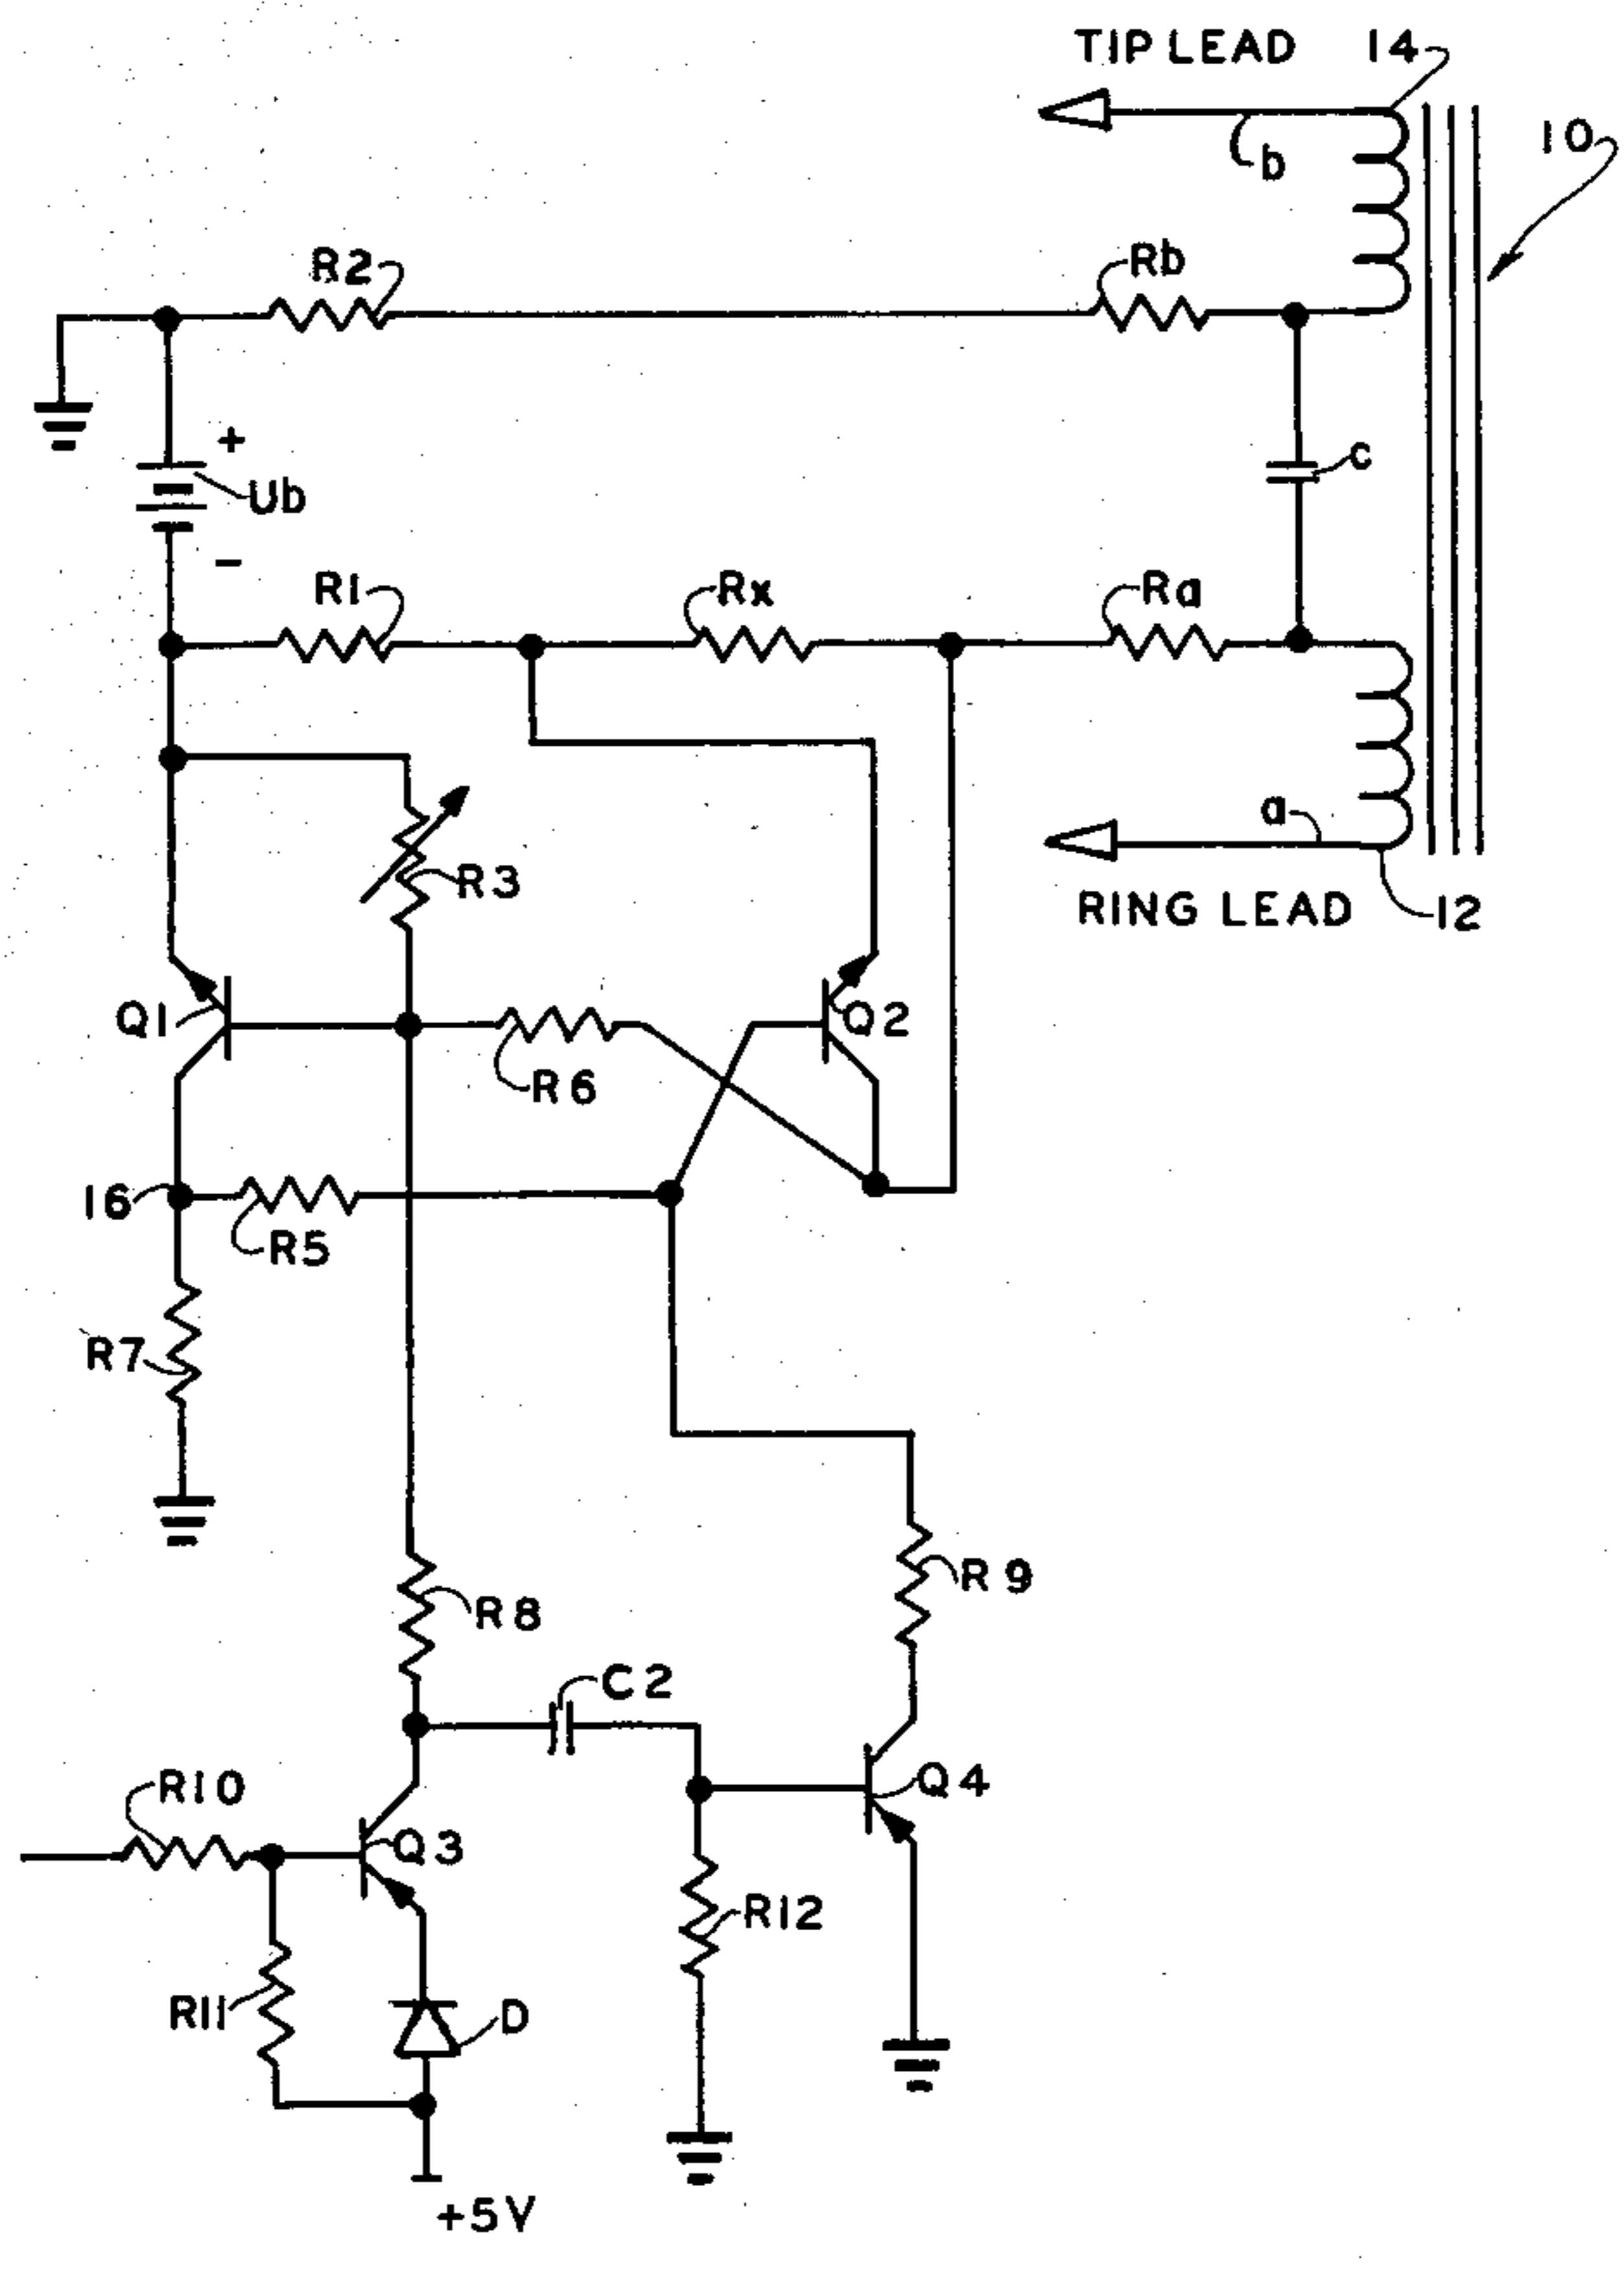 TIP LEAD 14
10
b
R2 Rb
+
Ub
c
-
R1 Rx Ra
a
R3
RING LEAD 12
Q1 Q2
R6
16
R5
R7
R9
R8
C2
R10 Q4
Q3
R12
R11 D
+5V